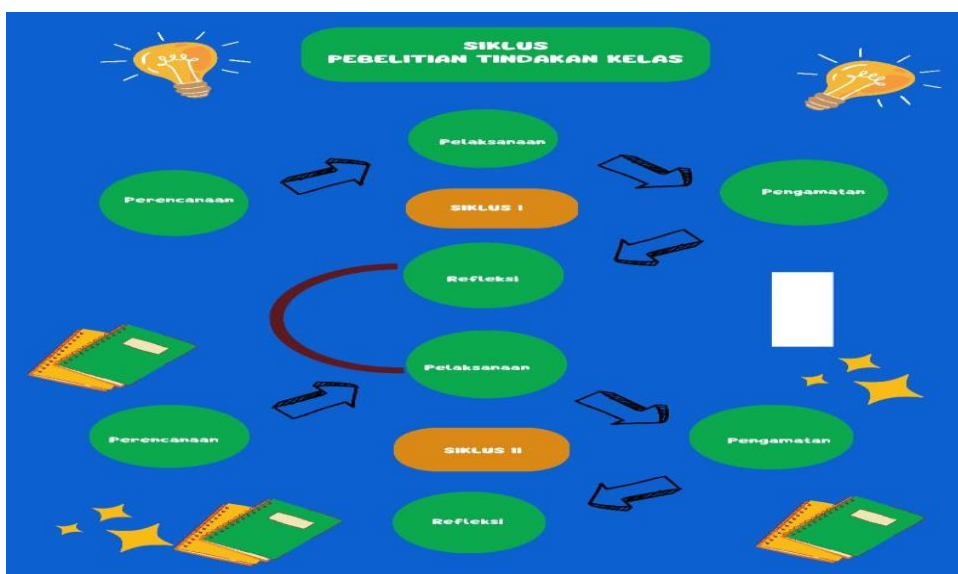 SIKLUS
PEBELITIAN TINDAKAN KELAS
Pelaksanaan
Perencanaan
Pengamatan
SIKLUS I
Refleksi
Pelaksanaan
Perencanaan
Pengamatan
SIKLUS II
Refleksi